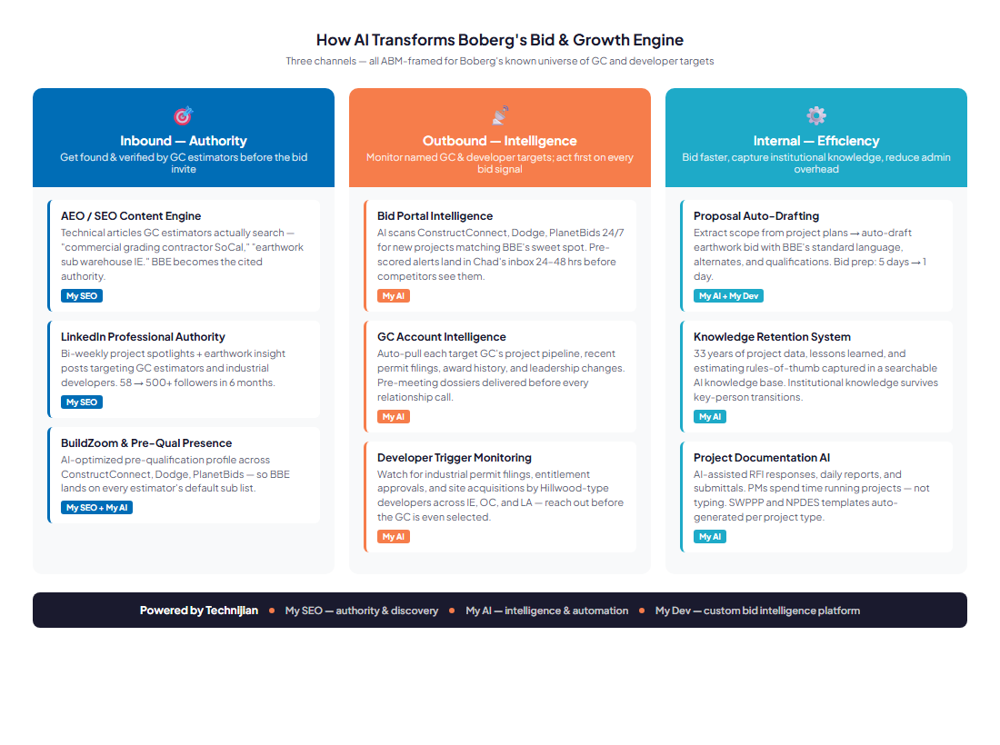 How AI Transforms Boberg's Bid & Growth Engine
Three channels — all ABM-framed for Boberg's known universe of GC and developer targets
Inbound — Authority
Get found & verified by GC estimators before the bid
invite
AEO / SEO Content Engine
Technical articles GC estimators actually search —
"commercial grading contractor SoCal," "earthwork
sub warehouse IE." BBE becomes the cited
authority.
My SEO
LinkedIn Professional Authority
Bi-weekly project spotlights + earthwork insight
posts targeting GC estimators and industrial
developers. 58 → 500+ followers in 6 months.
My SEO
BuildZoom & Pre-Qual Presence
AI-optimized pre-qualification profile across
ConstructConnect, Dodge, PlanetBids — so BBE
lands on every estimator's default sub list.
My SEO + My AI
Outbound — Intelligence
Monitor named GC & developer targets; act first on every
bid signal
Bid Portal Intelligence
AI scans ConstructConnect, Dodge, PlanetBids 24/7
for new projects matching BBE's sweet spot. Pre-
scored alerts land in Chad's inbox 24–48 hrs before
competitors see them.
My AI
GC Account Intelligence
Auto-pull each target GC's project pipeline, recent
permit filings, award history, and leadership changes.
Pre-meeting dossiers delivered before every
relationship call.
My AI
Developer Trigger Monitoring
Watch for industrial permit filings, entitlement
approvals, and site acquisitions by Hillwood-type
developers across IE, OC, and LA — reach out before
the GC is even selected.
My AI
Internal — Efficiency
Bid faster, capture institutional knowledge, reduce admin
overhead
Proposal Auto-Drafting
Extract scope from project plans → auto-draft
earthwork bid with BBE's standard language,
alternates, and qualifications. Bid prep: 5 days → 1
day.
My AI + My Dev
Knowledge Retention System
33 years of project data, lessons learned, and
estimating rules-of-thumb captured in a searchable
AI knowledge base. Institutional knowledge survives
key-person transitions.
My AI
Project Documentation AI
AI-assisted RFI responses, daily reports, and
submittals. PMs spend time running projects — not
typing. SWPPP and NPDES templates auto-
generated per project type.
My AI
Powered by Technijian • My SEO — authority & discovery • My AI — intelligence & automation • My Dev — custom bid intelligence platform